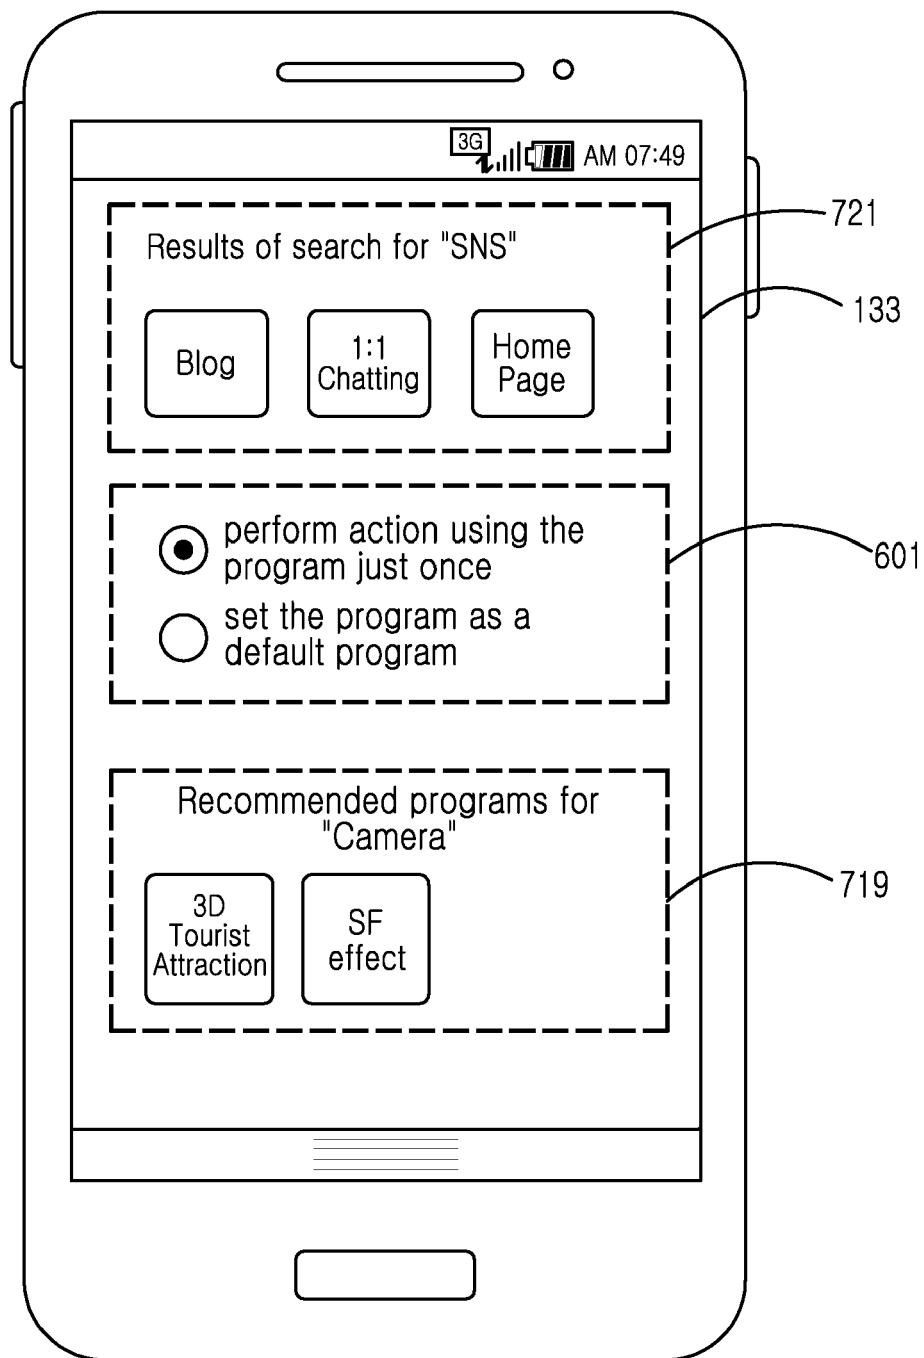 3G AM 07:49
721
Results of search for "SNS"
133
Blog
1:1
Chatting
Home
Page
perform action using the
program just once
601
set the program as a
default program
Recommended programs for
"Camera"
719
3D
Tourist
Attraction
SF
effect